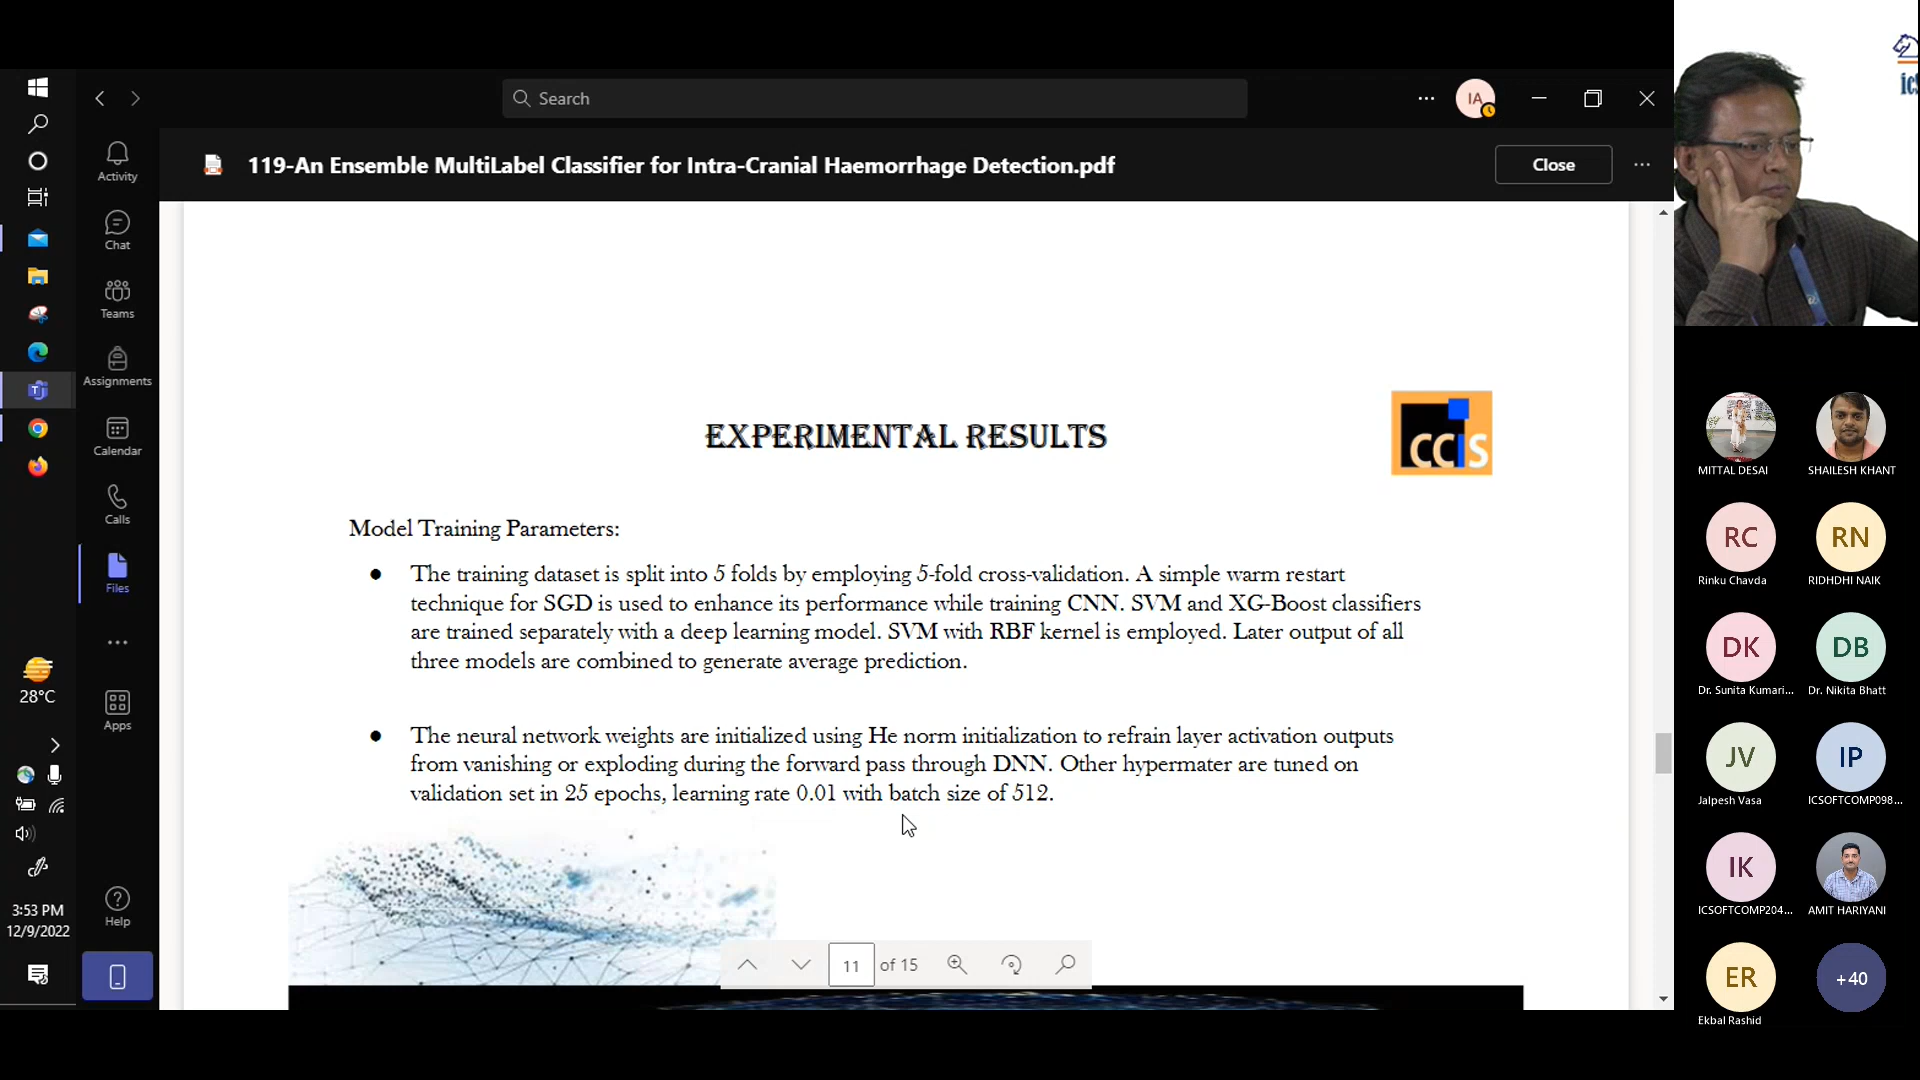 Search
IA
119-An Ensemble MultiLabel Classifier for Intra-Cranial Haemorrhage Detection.pdf
Close
Activity
Chat
Teams
Assignments
Calendar
Calls
Files
Apps
Help
28°C
3:53 PM
12/9/2022
EXPERIMENTAL RESULTS
CCIS
Model Training Parameters:
● The training dataset is split into 5 folds by employing 5-fold cross-validation. A simple warm restart
technique for SGD is used to enhance its performance while training CNN. SVM and XG-Boost classifiers
are trained separately with a deep learning model. SVM with RBF kernel is employed. Later output of all
three models are combined to generate average prediction.
● The neural network weights are initialized using He norm initialization to refrain layer activation outputs
from vanishing or exploding during the forward pass through DNN. Other hypermater are tuned on
validation set in 25 epochs, learning rate 0.01 with batch size of 512.
11 of 15
MITTAL DESAI
SHAILESH KHANT
RC
Rinku Chavda
RN
RIDHDHI NAIK
DK
Dr. Sunita Kumari...
DB
Dr. Nikita Bhatt
JV
Jalpesh Vasa
IP
ICSOFTCOMP098...
IK
ICSOFTCOMP204...
AMIT HARIYANI
ER
Ekbal Rashid
+40